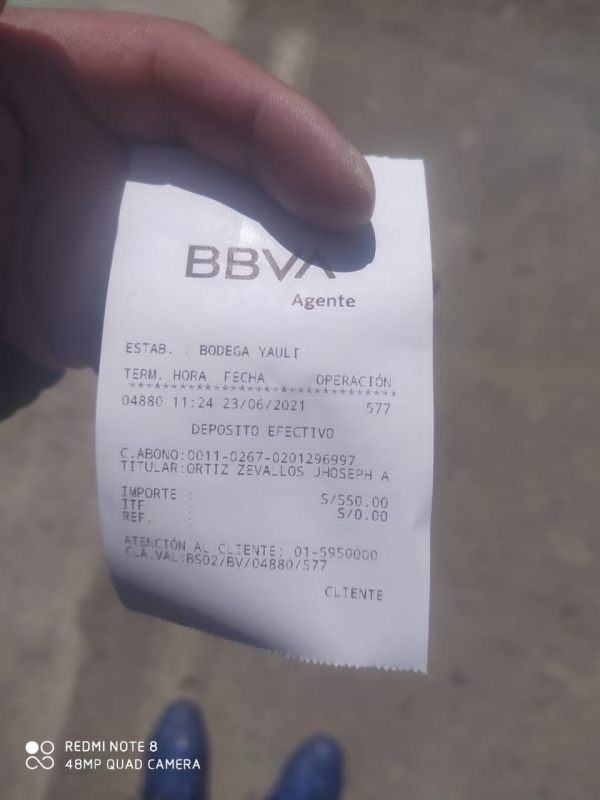 BBVA
Agente
ESTAB. : BODEGA YAULI
TERM. HORA FECHA OPERACIÓN
********************************
04880 11:24 23/06/2021 577
DEPOSITO EFECTIVO
C.ABONO:0011-0267-0201296997
TITULAR:ORTIZ ZEVALLOS JHOSEPH A
IMPORTE : S/550.00
ITF : S/0.00
REF. :
ATENCIÓN AL CLIENTE: 01-5950000
CLA.VAL:BS02/BV/04880/577
CLIENTE
REDMI NOTE 8
48MP QUAD CAMERA